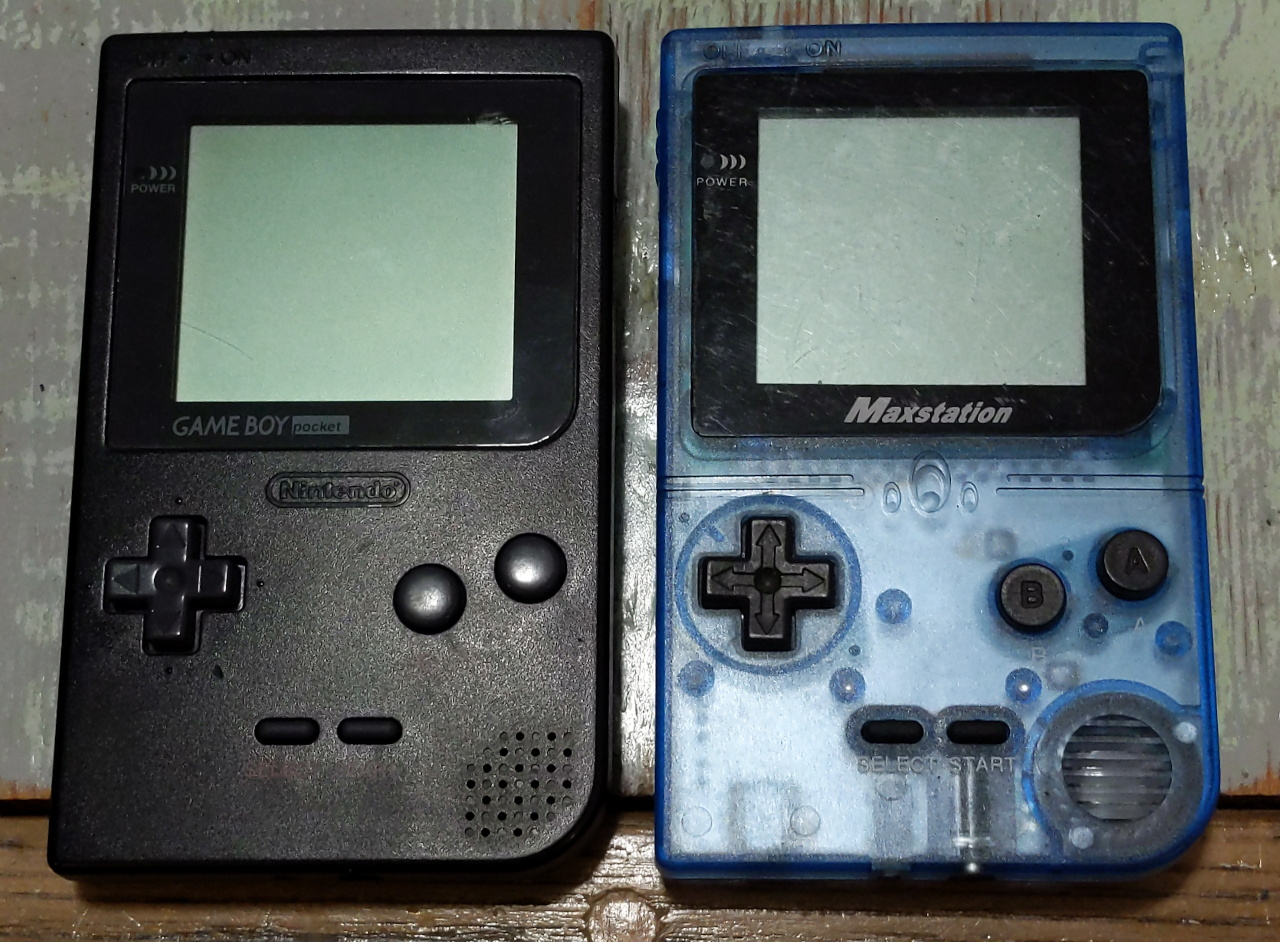 OFF ON
POWER
GAME BOY pocket
Nintendo®
OFF ON
POWER
Maxstation
A
B
A
B
SELECT START